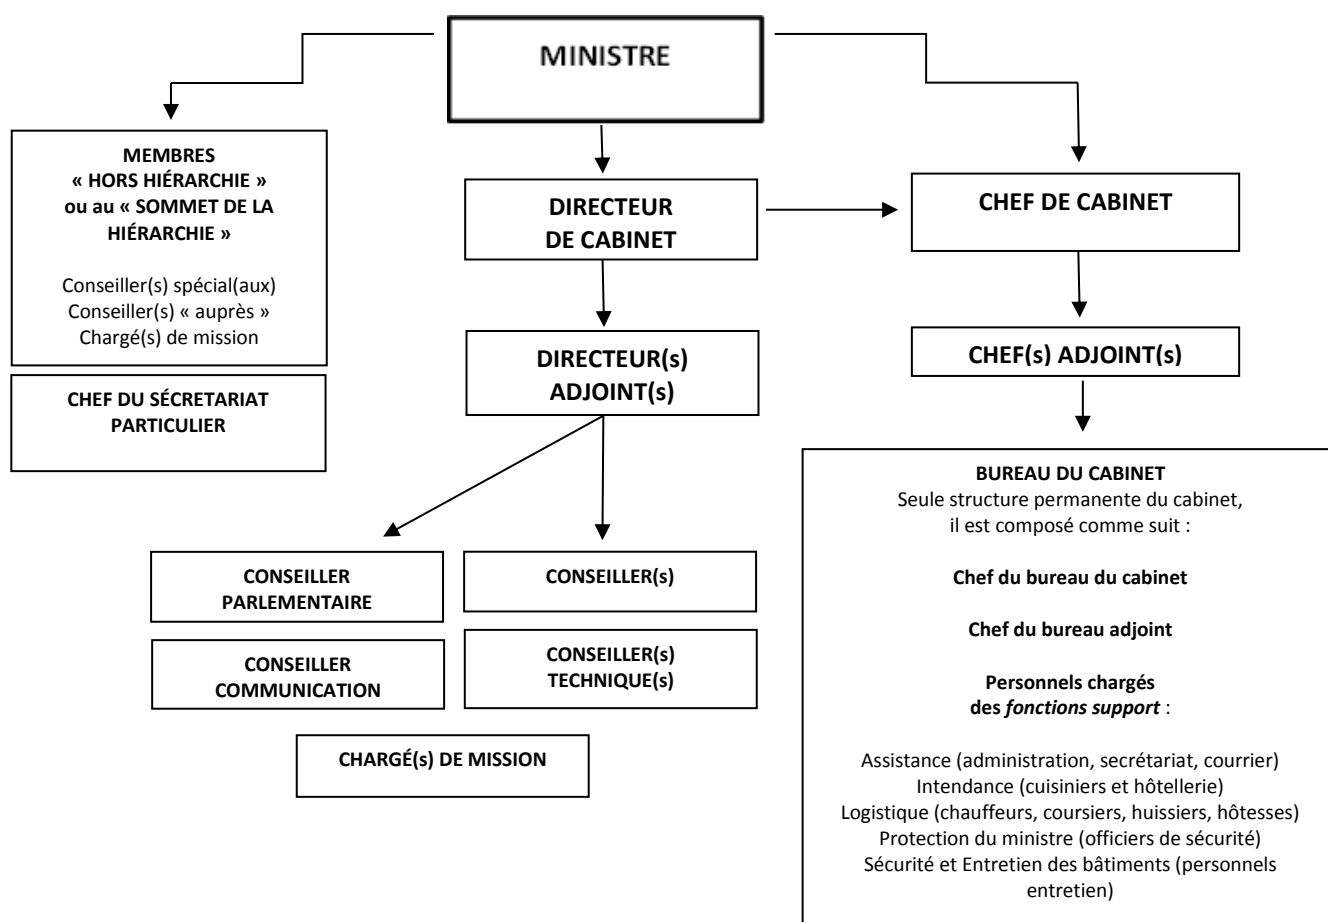 MINISTRE
MEMBRES
« HORS HIÉRARCHIE »
ou au « SOMMET DE LA
HIÉRARCHIE »
Conseiller(s) spécial(aux)
Conseiller(s) « auprès »
Chargé(s) de mission
CHEF DU SÉCRETARIAT
PARTICULIER
DIRECTEUR
DE CABINET
DIRECTEUR(s)
ADJOINT(s)
CONSEILLER
PARLEMENTAIRE
CONSEILLER(s)
CONSEILLER
COMMUNICATION
CONSEILLER(s)
TECHNIQUE(s)
CHARGÉ(s) DE MISSION
CHEF DE CABINET
CHEF(s) ADJOINT(s)
BUREAU DU CABINET
Seule structure permanente du cabinet,
il est composé comme suit :
Chef du bureau du cabinet
Chef du bureau adjoint
Personnels chargés
des fonctions support :
Assistance (administration, secrétariat, courrier)
Intendance (cuisiniers et hôtellerie)
Logistique (chauffeurs, coursiers, huissiers, hôtesses)
Protection du ministre (officiers de sécurité)
Sécurité et Entretien des bâtiments (personnels
entretien)